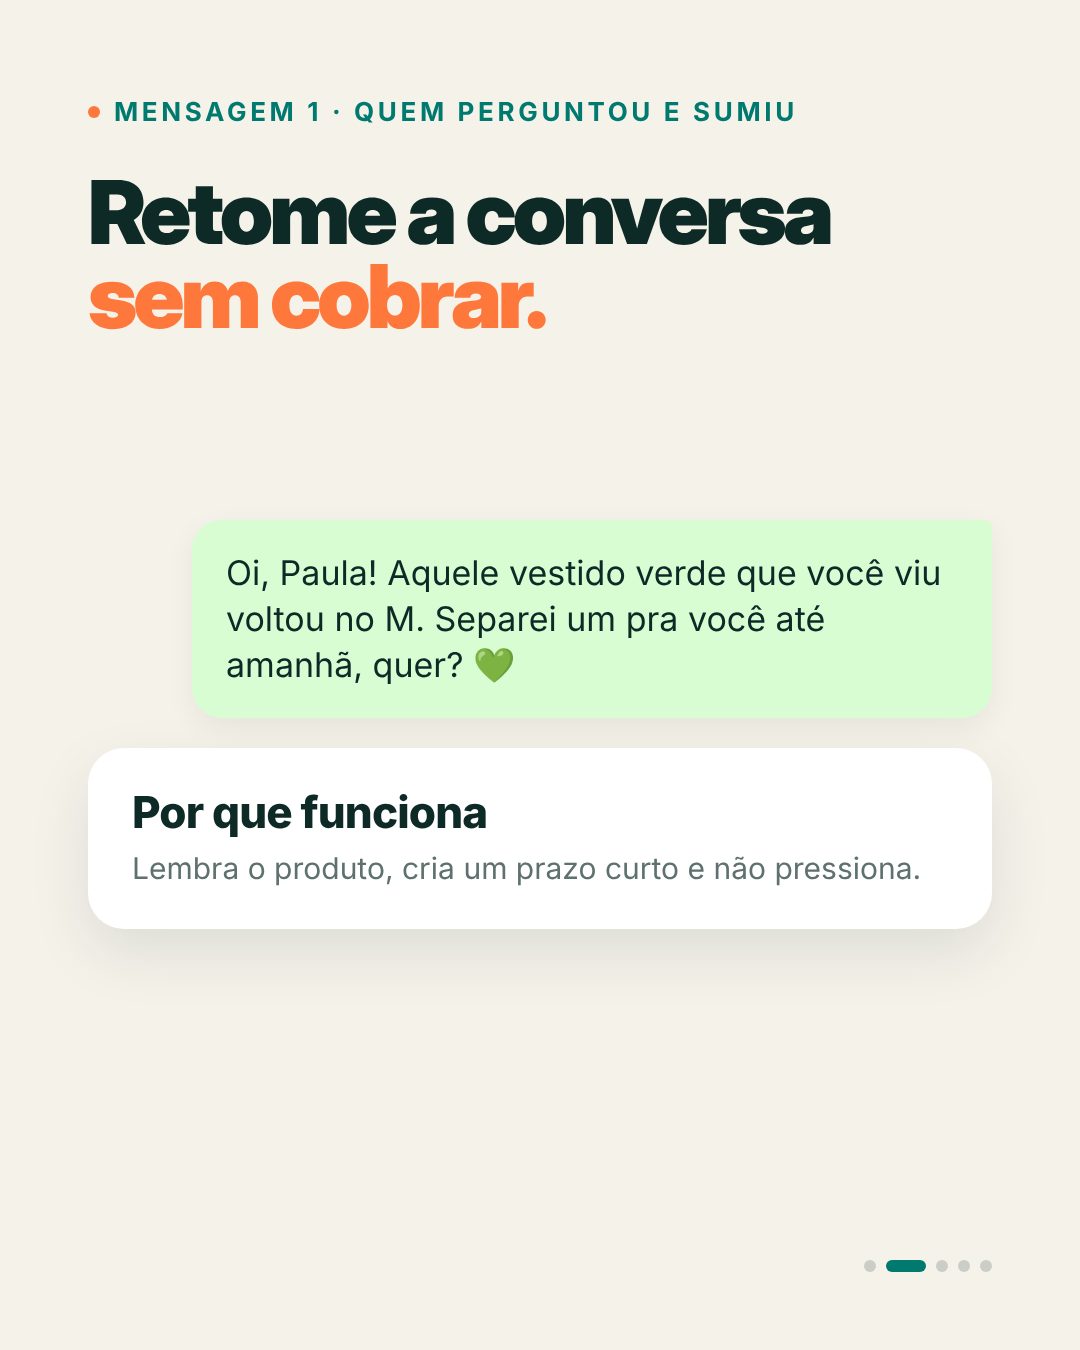 MENSAGEM 1 · QUEM PERGUNTOU E SUMIU
Retome a conversa
sem cobrar.
Oi, Paula! Aquele vestido verde que você viu
voltou no M. Separei um pra você até
amanhã, quer? 💚
Por que funciona
Lembra o produto, cria um prazo curto e não pressiona.